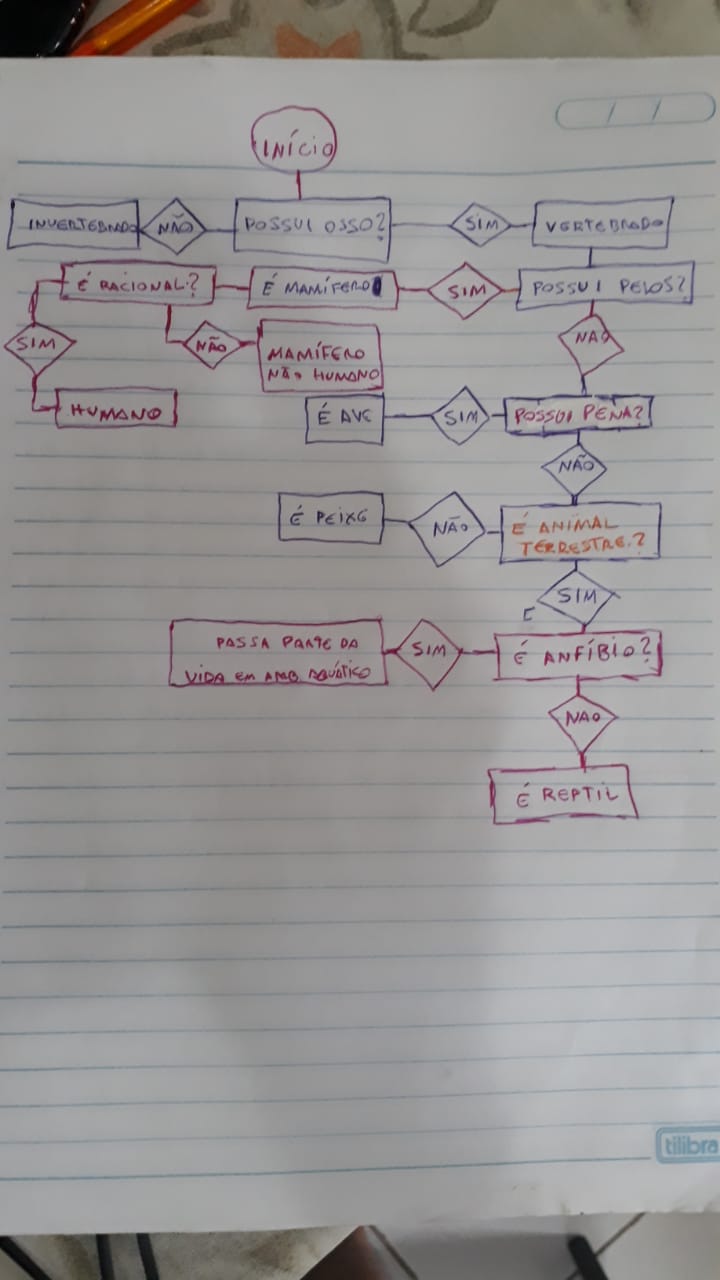 INÍCIO
INVERTEBRADO NÃO POSSUI OSSO? SIM VERTEBRADO
É RACIONAL? É MAMÍFERO SIM POSSUI PELOS?
SIM NÃO MAMÍFERO NÃO HUMANO NAO
HUMANO É AVE SIM POSSUI PENA?
NÃO
É PEIXE NÃO É ANIMAL
TERRESTRE?
SIM
PASSA PARTE DA
VIDA EM AMB AQUÁTICO SIM É ANFÍBIO?
NAO
É REPTIL
tilibra